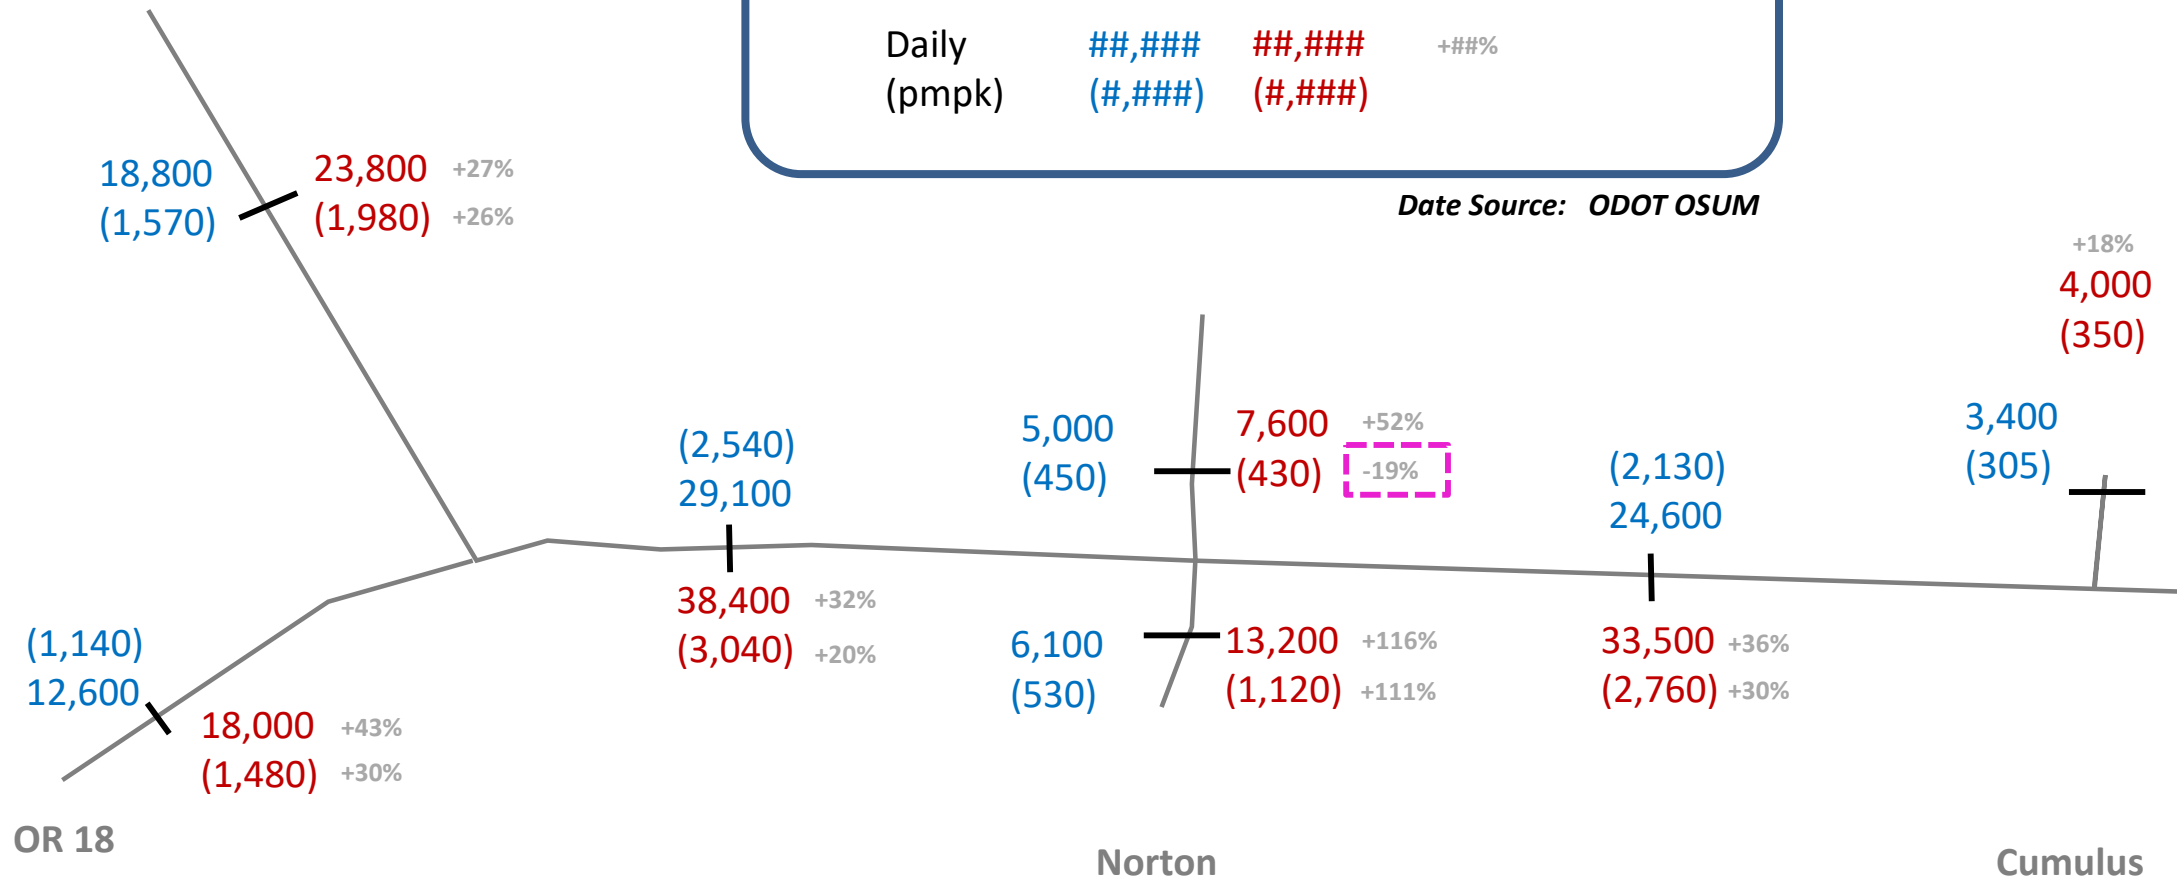 Daily ##,### ##,### +##%
(pmpk) (#,###) (#,###)
Date Source: ODOT OSUM
18,800 23,800 +27%
(1,570) (1,980) +26%
+18%
4,000
(350)
3,400
(305)
5,000 7,600 +52%
(450) (430) -19%
(2,540)
29,100
(2,130)
24,600
38,400 +32%
(3,040) +20%
6,100 13,200 +116%
(530) (1,120) +111%
33,500 +36%
(2,760) +30%
(1,140)
12,600
18,000 +43%
(1,480) +30%
OR 18
Norton
Cumulus